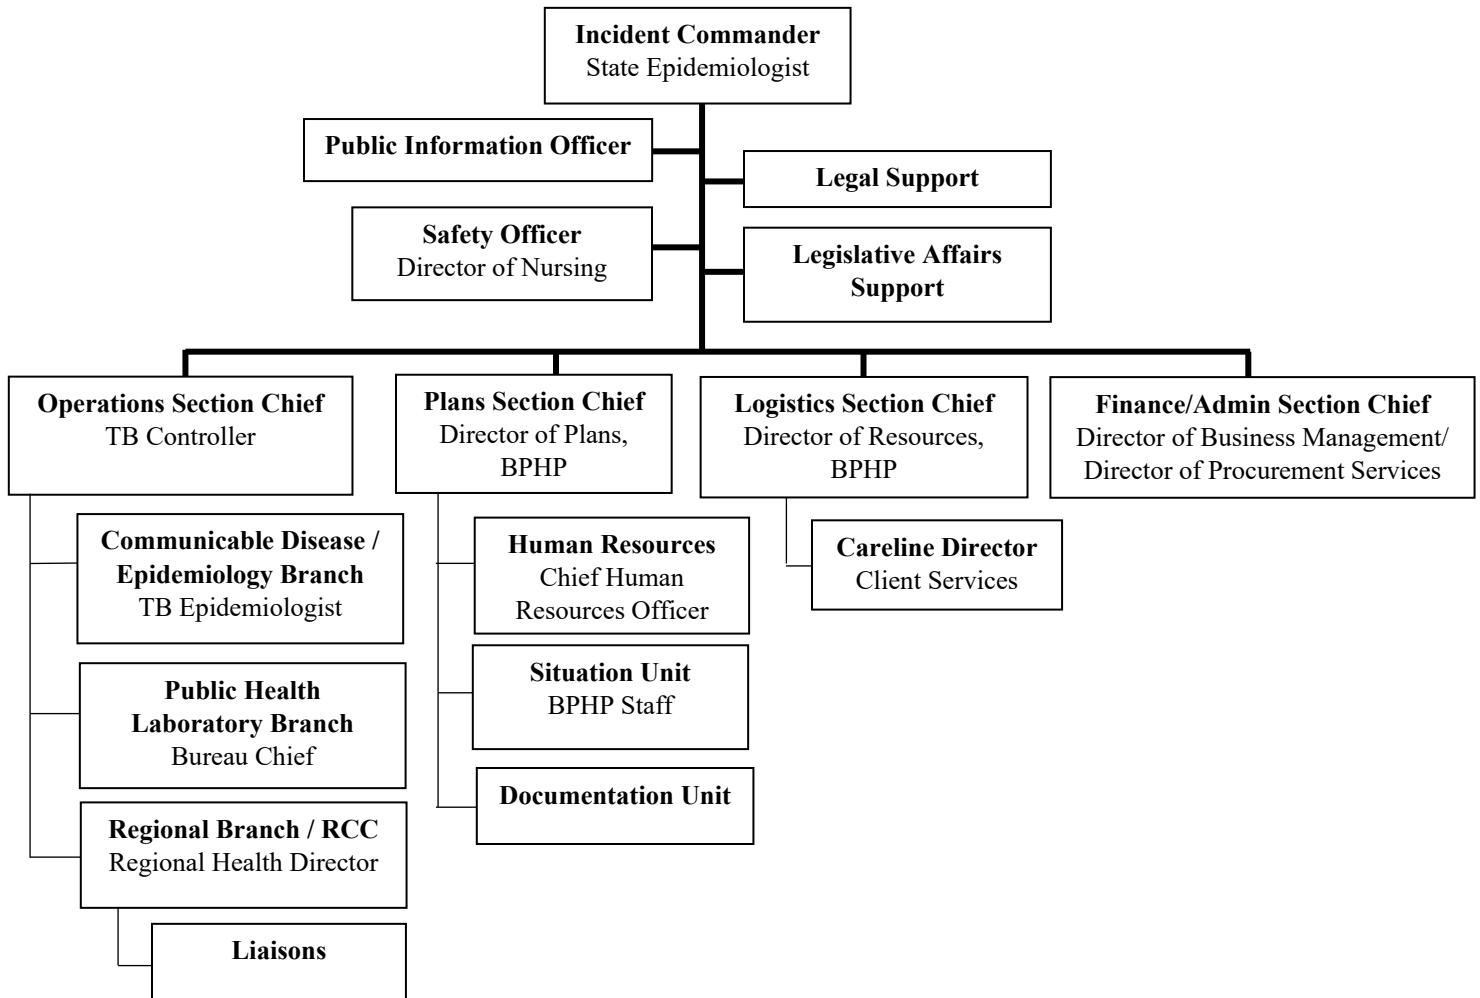 Incident Commander
State Epidemiologist
Public Information Officer
Legal Support
Safety Officer
Director of Nursing
Legislative Affairs
Support
Operations Section Chief
TB Controller
Plans Section Chief
Director of Plans,
BPHP
Logistics Section Chief
Director of Resources,
BPHP
Finance/Admin Section Chief
Director of Business Management/
Director of Procurement Services
Communicable Disease /
Epidemiology Branch
TB Epidemiologist
Human Resources
Chief Human
Resources Officer
Careline Director
Client Services
Public Health
Laboratory Branch
Bureau Chief
Situation Unit
BPHP Staff
Documentation Unit
Regional Branch / RCC
Regional Health Director
Liaisons